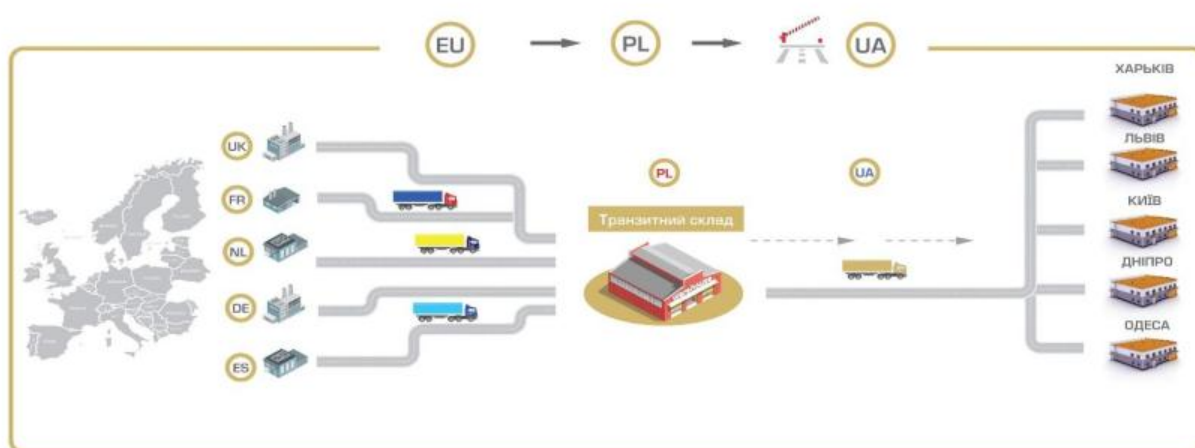 EU
PL
UA
UK
FR
NL
DE
ES
PL
Транзитний склад
UA
ХАРЬКІВ
ЛЬВІВ
КИЇВ
ДНІПРО
ОДЕСА